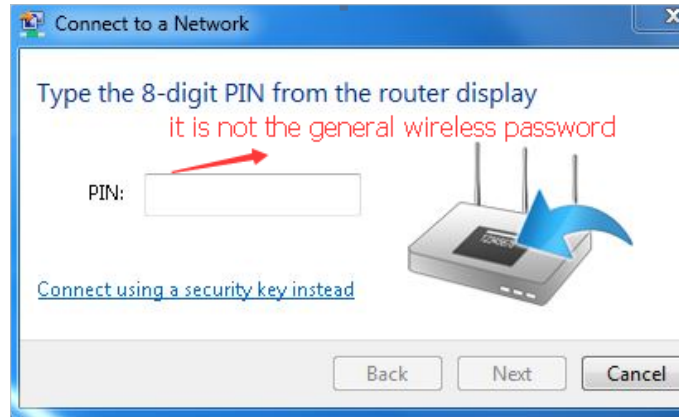 Connect to a Network
X
Type the 8-digit PIN from the router display
it is not the general wireless password
12345670
PIN:
Connect using a security key instead
Back
Next
Cancel